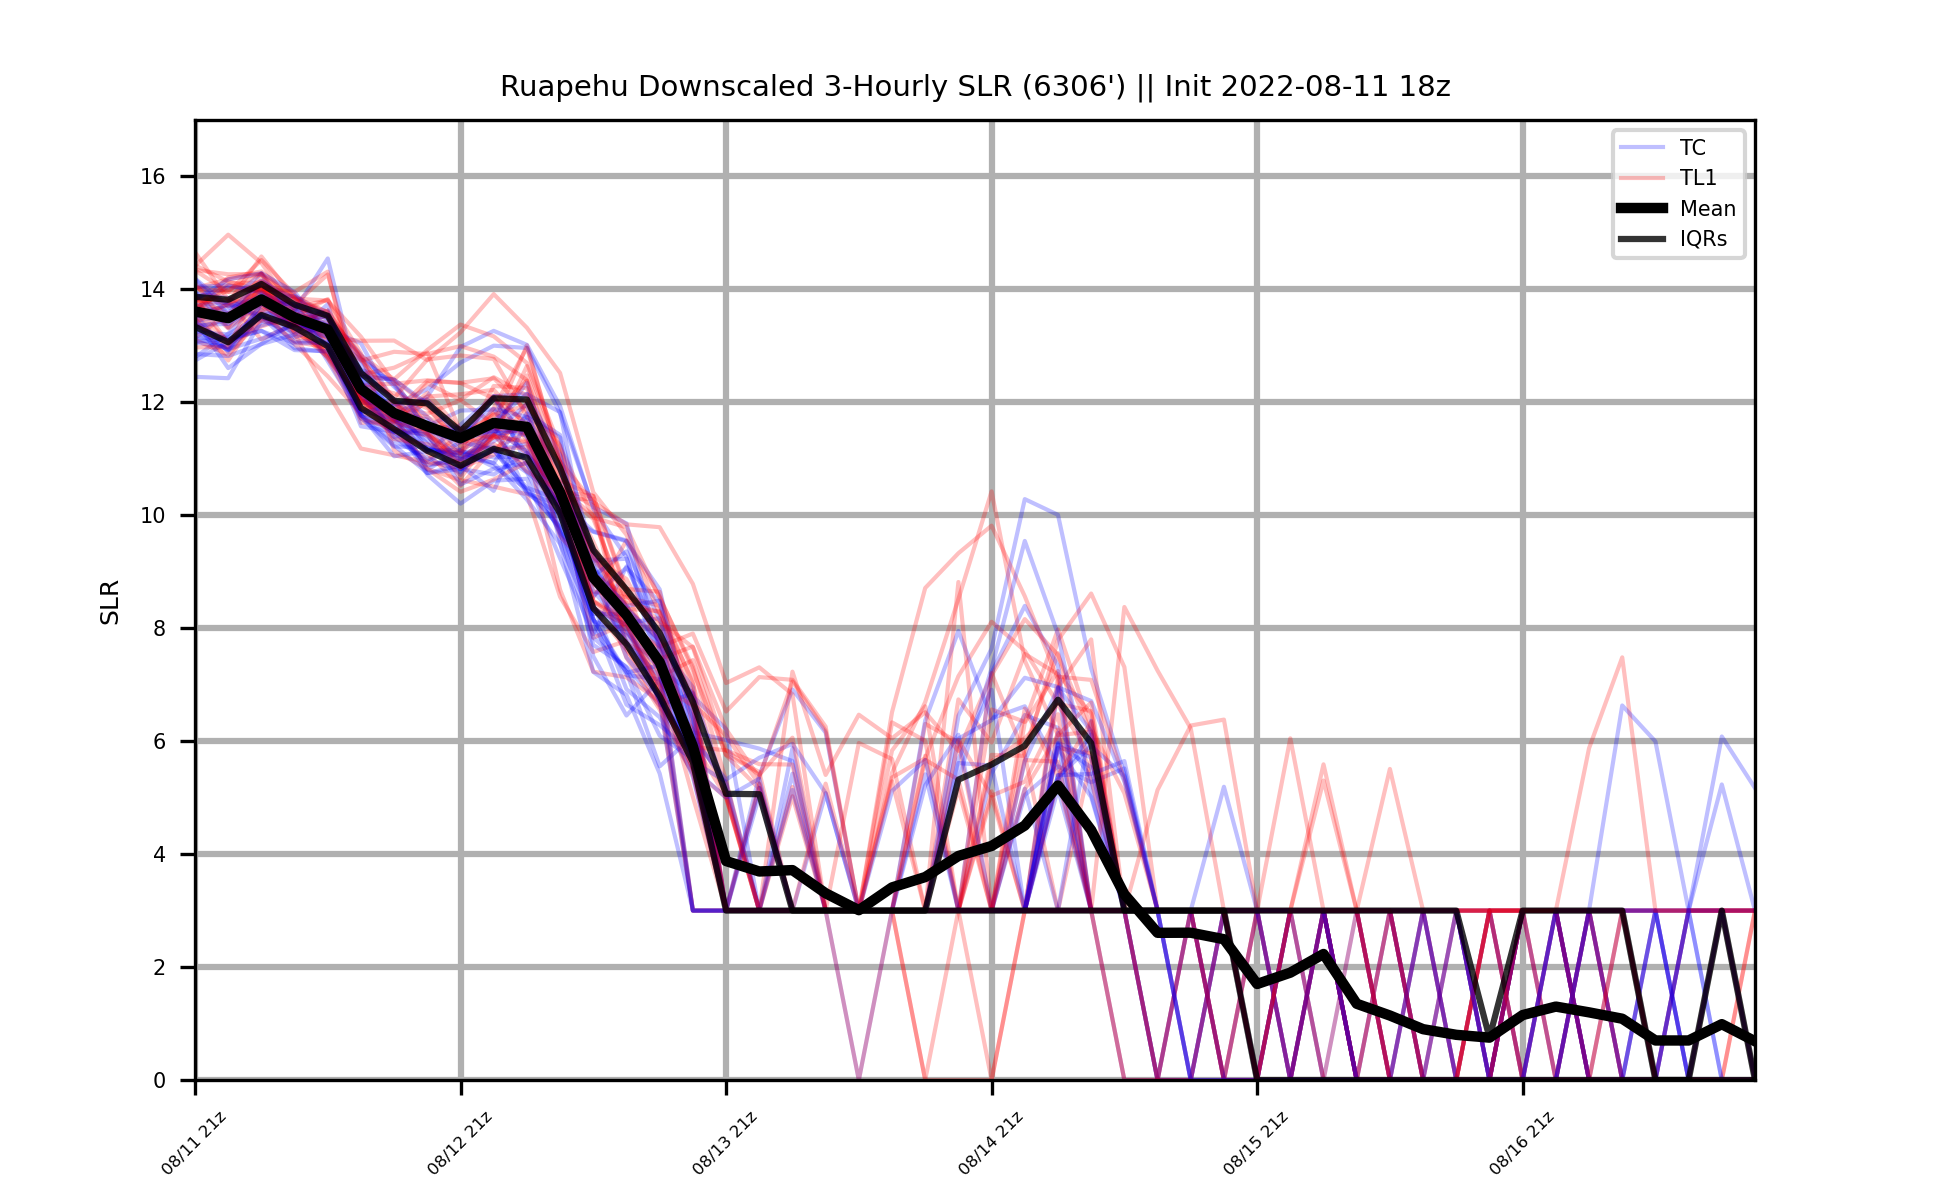 Ruapehu Downscaled 3-Hourly SLR (6306') || Init 2022-08-11 18z
TC
TL1
Mean
IQRs
SLR
16
14
12
10
8
6
4
2
0
08/11 21z
08/12 21z
08/13 21z
08/14 21z
08/15 21z
08/16 21z